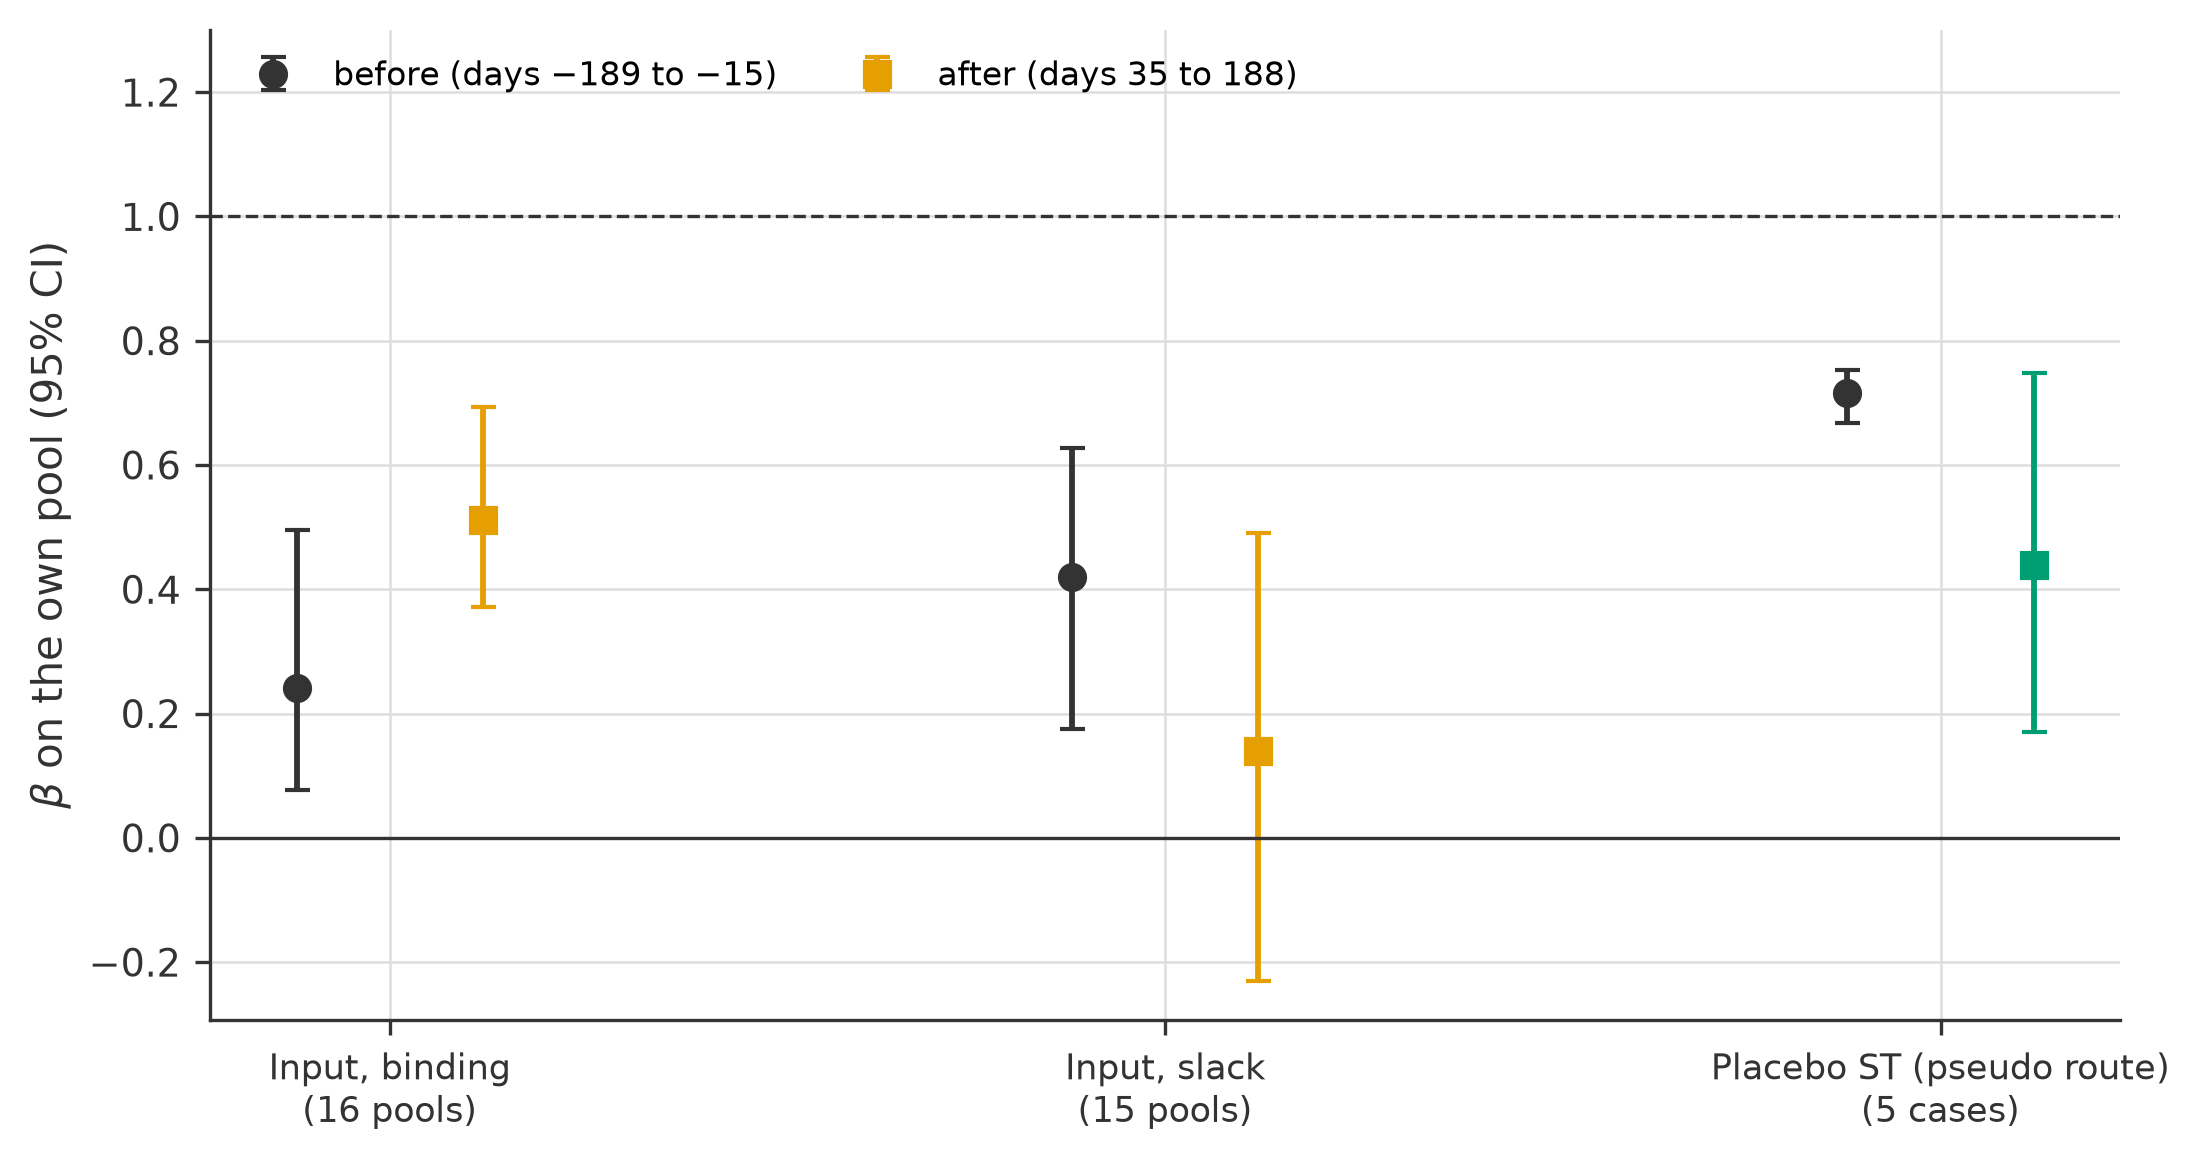 before (days −189 to −15)
after (days 35 to 188)
β on the own pool (95% CI)
1.2
1.0
0.8
0.6
0.4
0.2
0.0
−0.2
Input, binding
(16 pools)
Input, slack
(15 pools)
Placebo ST (pseudo route)
(5 cases)